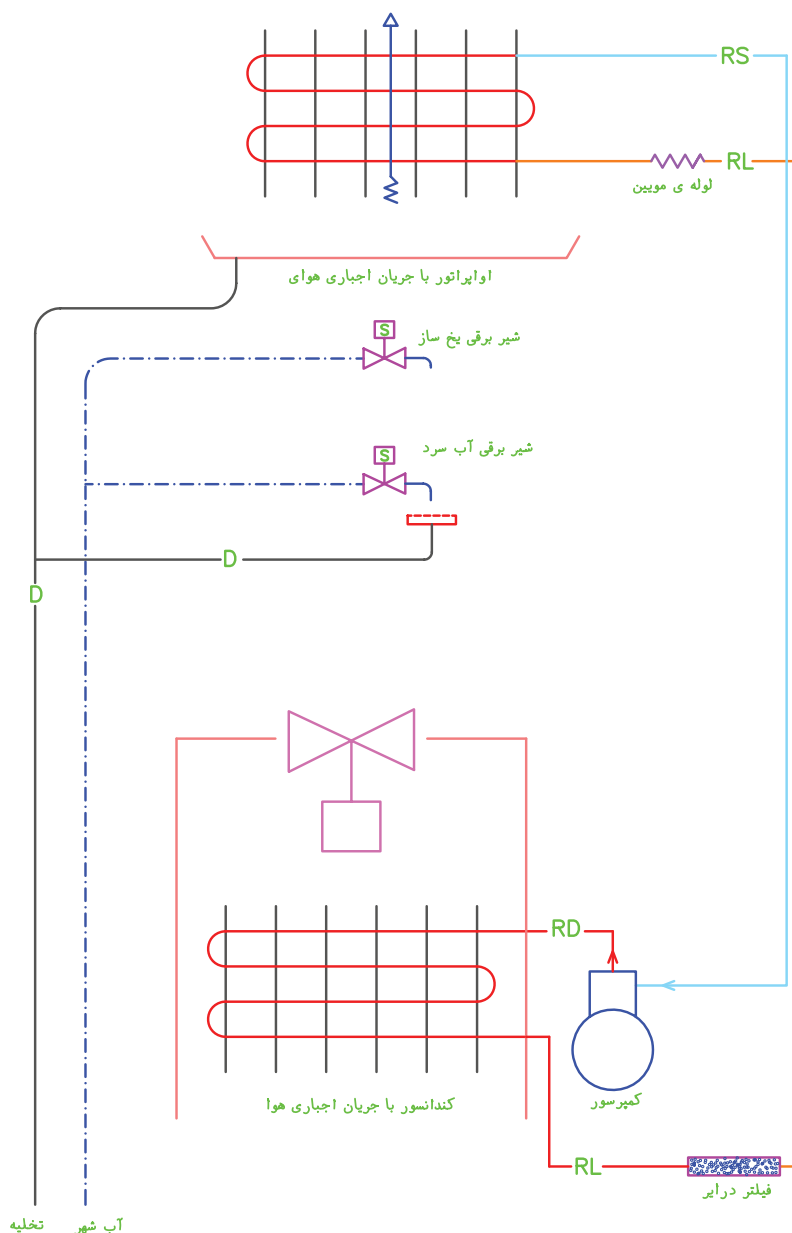 RS
RL
لوله ی مویین
اواپراتور با جریان اجباری هوای
S
شیر برقی یخ ساز
S
شیر برقی آب سرد
D
D
RD
کندانسور با جریان اجباری هوا
کمپرسور
RL
فیلتر درایر
تخلیه
آب شهر